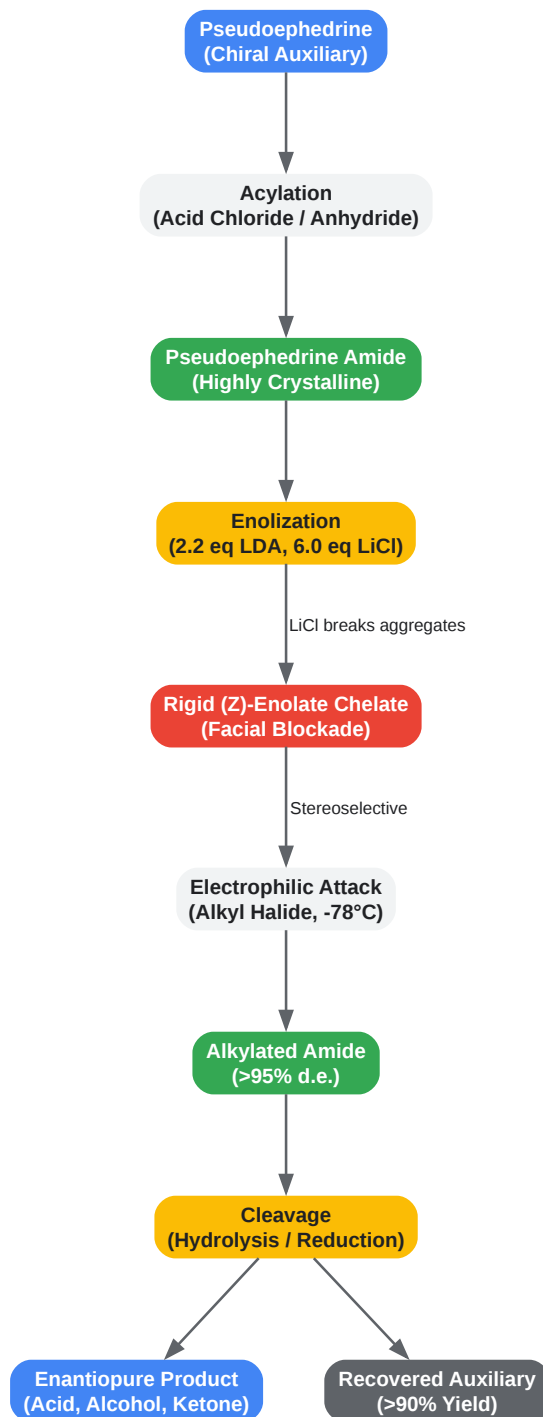 Pseudoephedrine
(Chiral Auxiliary)
Acylation
(Acid Chloride / Anhydride)
Pseudoephedrine Amide
(Highly Crystalline)
Enolization
(2.2 eq LDA, 6.0 eq LiCl)
LiCl breaks aggregates
Rigid (Z)-Enolate Chelate
(Facial Blockade)
Stereoselective
Electrophilic Attack
(Alkyl Halide, -78°C)
Alkylated Amide
(>95% d.e.)
Cleavage
(Hydrolysis / Reduction)
Enantiopure Product
(Acid, Alcohol, Ketone)
Recovered Auxiliary
(>90% Yield)